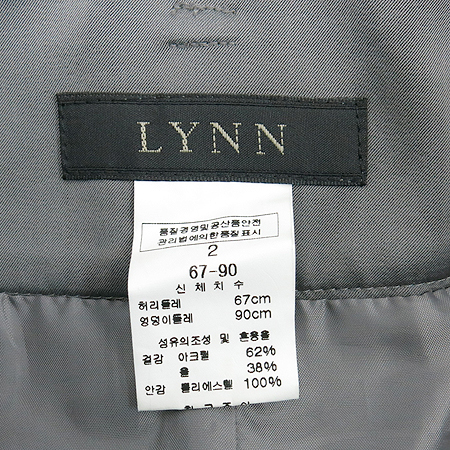 LYNN
품질경영및공산품안전
관리법에의한품질표시
2
67-90
신체치수
허리둘레 67cm
엉덩이둘레 90cm
섬유의조성 및 혼용율
겉감 아크릴 62%
울 38%
안감 폴리에스텔 100%